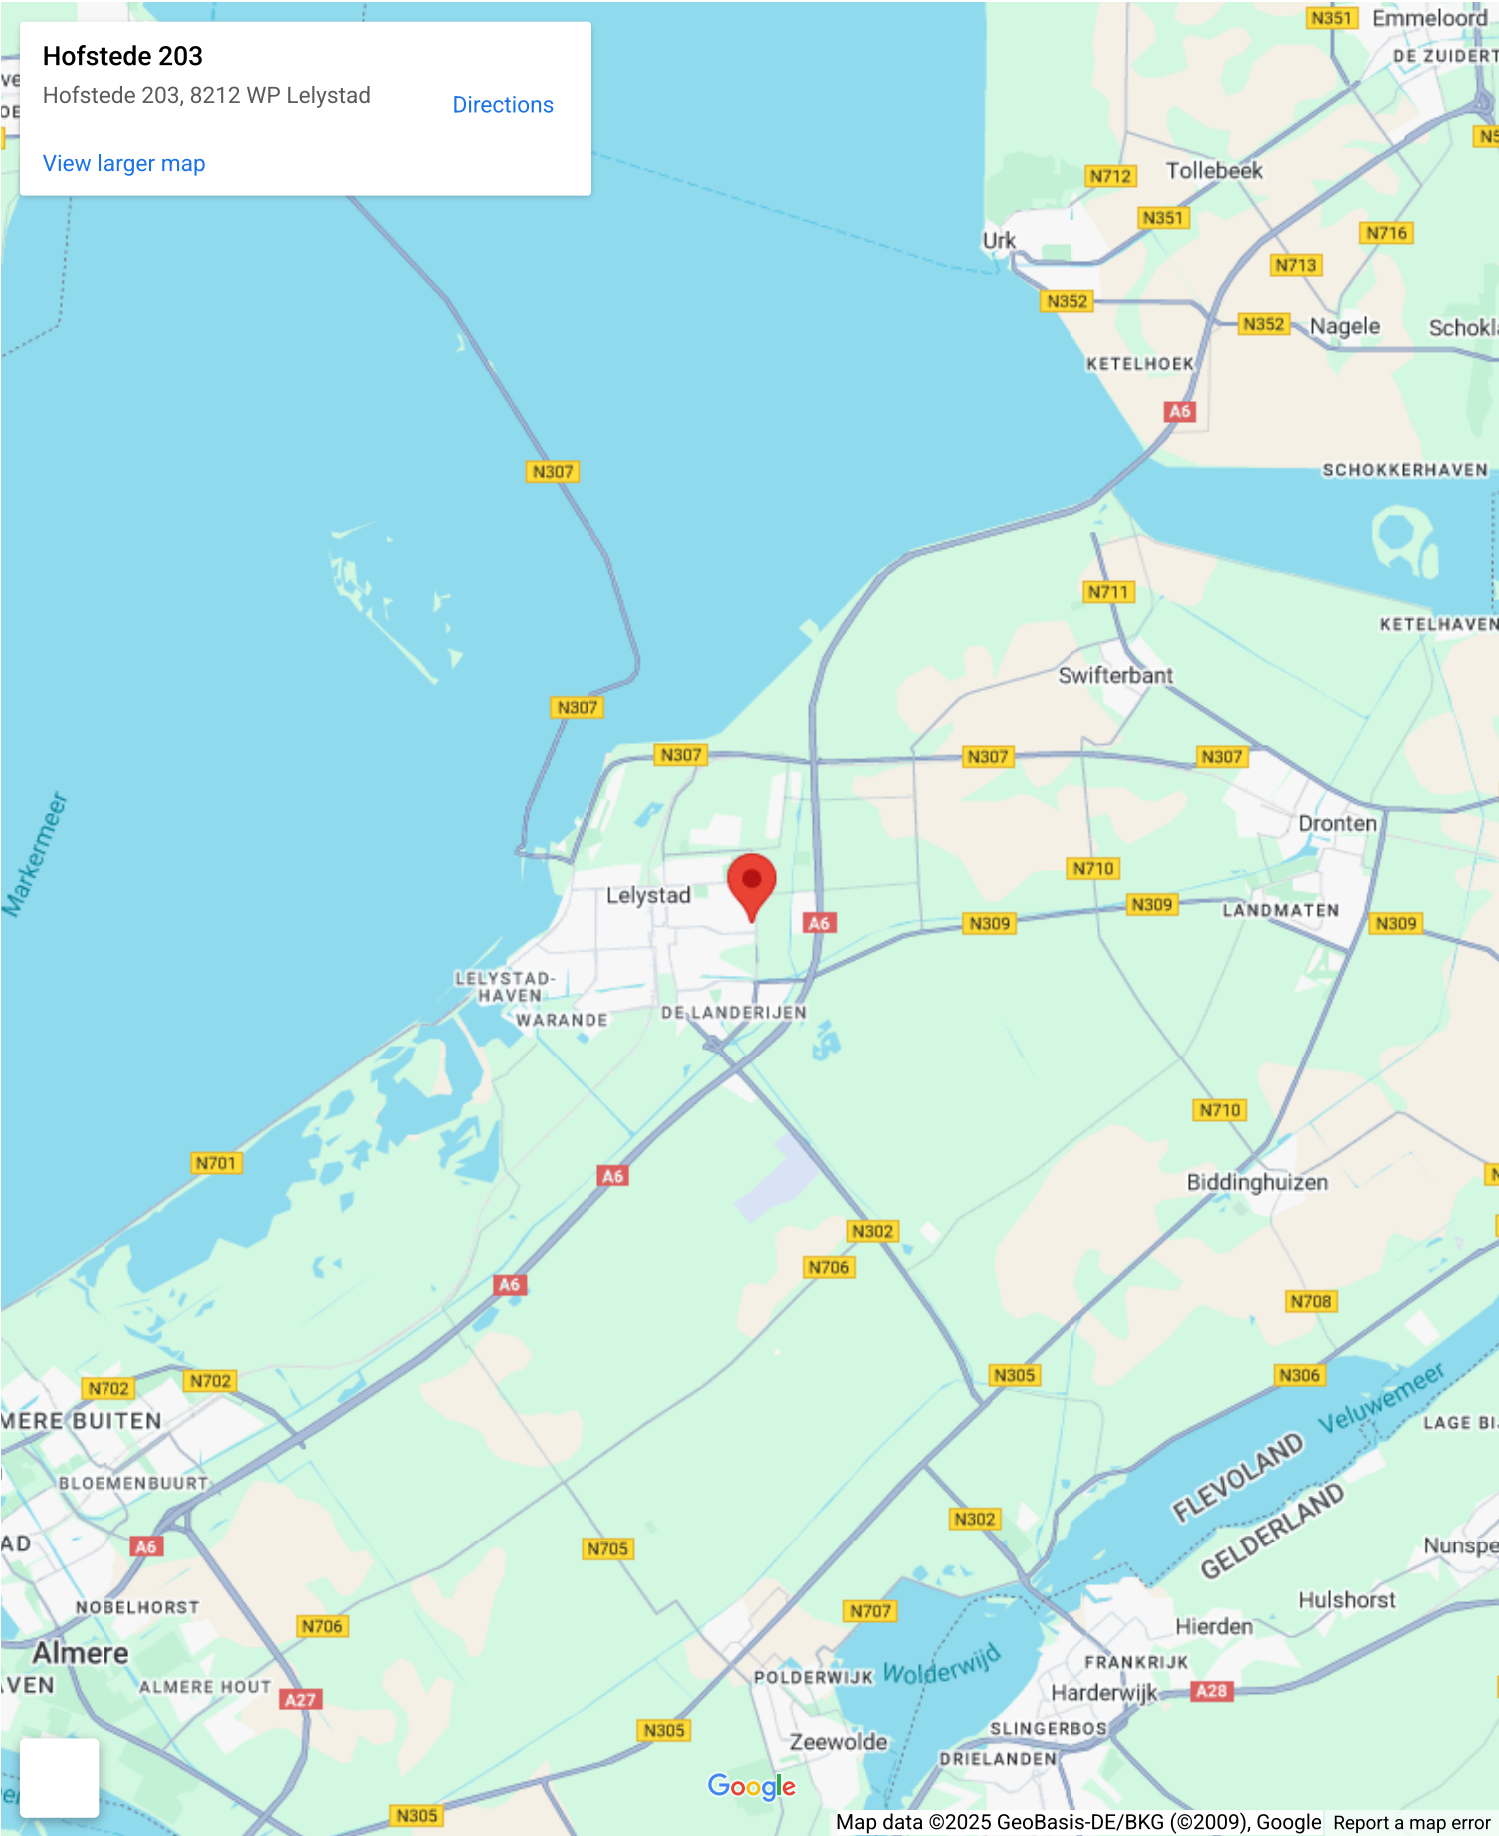 Hofstede 203
Hofstede 203, 8212 WP Lelystad
Directions
View larger map
N351
Emmeloord
DE ZUIDERT
N712
Tollebeek
N351
N716
Urk
N713
N352
N352
Nagele
Schokl
KETELHOEK
A6
N307
SCHOKKERHAVEN
N711
KETELHAVEN
Swifterbant
N307
N307
N307
N307
Markermeer
Dronten
N710
Lelystad
N309
LANDMATEN
N309
A6
N309
LELYSTAD-
HAVEN
WARANDE
DE LANDERIJEN
N710
N701
A6
Biddinghuizen
N302
N706
A6
N708
N702
N702
N305
N306
Veluwemeer
MERE BUITEN
LAGE BI
FLEVOLAND
BLOEMENBUURT
GELDERLAND
N302
AD
A6
N705
Nunspe
NOBELHORST
N707
Hulshorst
N706
Hierden
Almere
Wolderwijd
FRANKRIJK
POLDERWIJK
AVEN
ALMERE HOUT
A27
Harderwijk
A28
N305
SLINGERBOS
Zeewolde
DRIELANDEN
Google
N305
Map data ©2025 GeoBasis-DE/BKG (©2009), Google
Report a map error